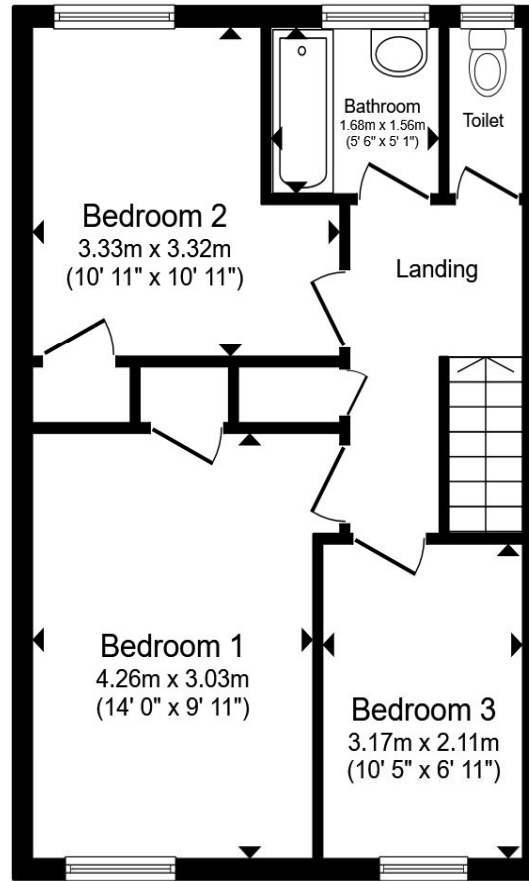 Bathroom
1.68m x 1.56m
(5' 6" x 5' 1")
Toilet
Bedroom 2
3.33m x 3.32m
(10' 11" x 10' 11")
Landing
Bedroom 1
4.26m x 3.03m
(14' 0" x 9' 11")
Bedroom 3
3.17m x 2.11m
(10' 5" x 6' 11")